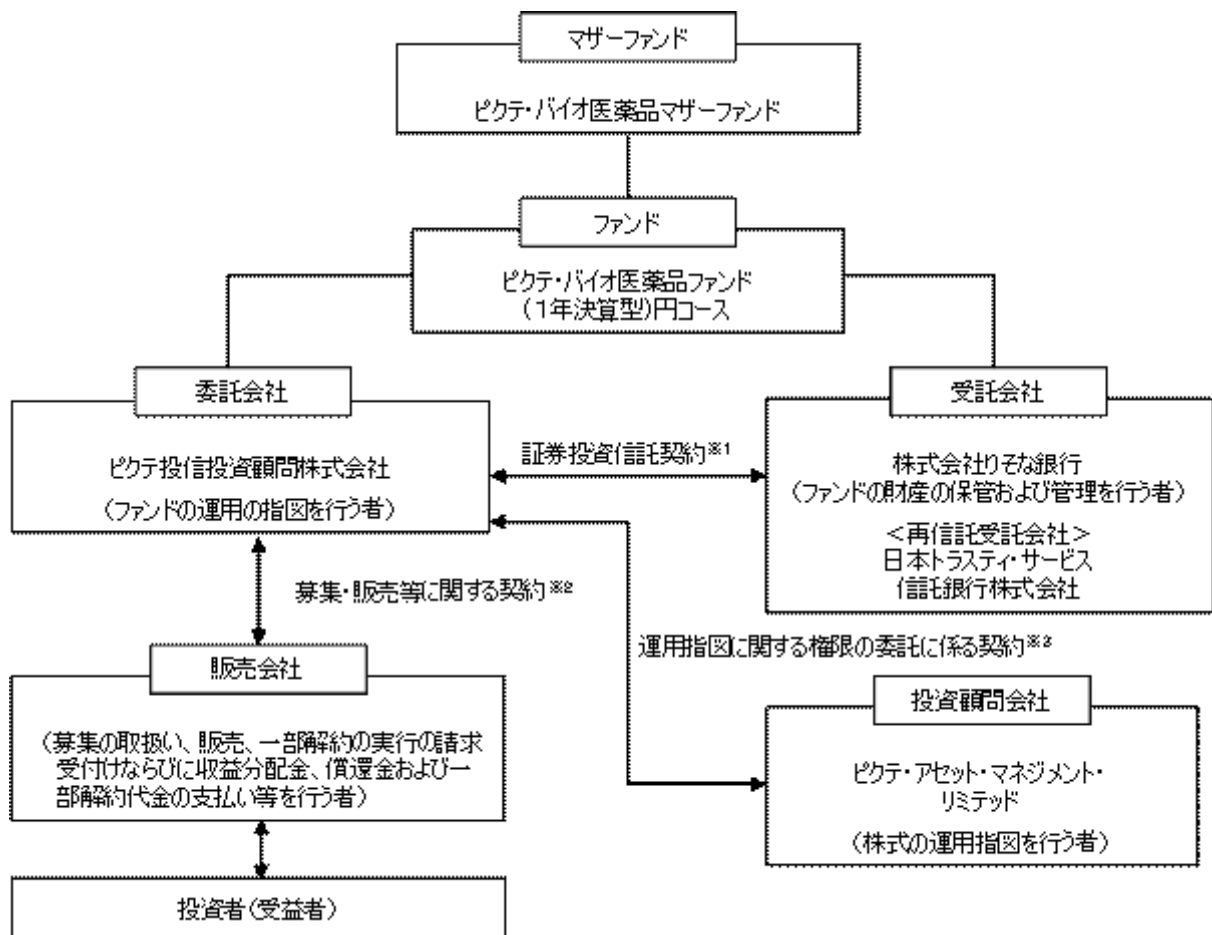 マザーファンド
ピクテ・バイオ医薬品マザーファンド
ファンド
ピクテ・バイオ医薬品ファンド
(1年決算型)円コース
委託会社
ピクテ投信投資顧問株式会社
(ファンドの運用の指図を行う者)
証券投資信託契約※1
受託会社
株式会社りそな銀行
(ファンドの財産の保管および管理を行う者)
<再信託受託会社>
日本トラスティ・サービス
信託銀行株式会社
募集・販売等に関する契約※2
運用指図に関する権限の委託に係る契約※3
販売会社
(募集の取扱い、販売、一部解約の実行の請求
受付けならびに収益分配金、償還金および一
部解約代金の支払い等を行う者)
投資顧問会社
ピクテ・アセット・マネジメント・
リミテッド
(株式の運用指図を行う者)
投資者(受益者)